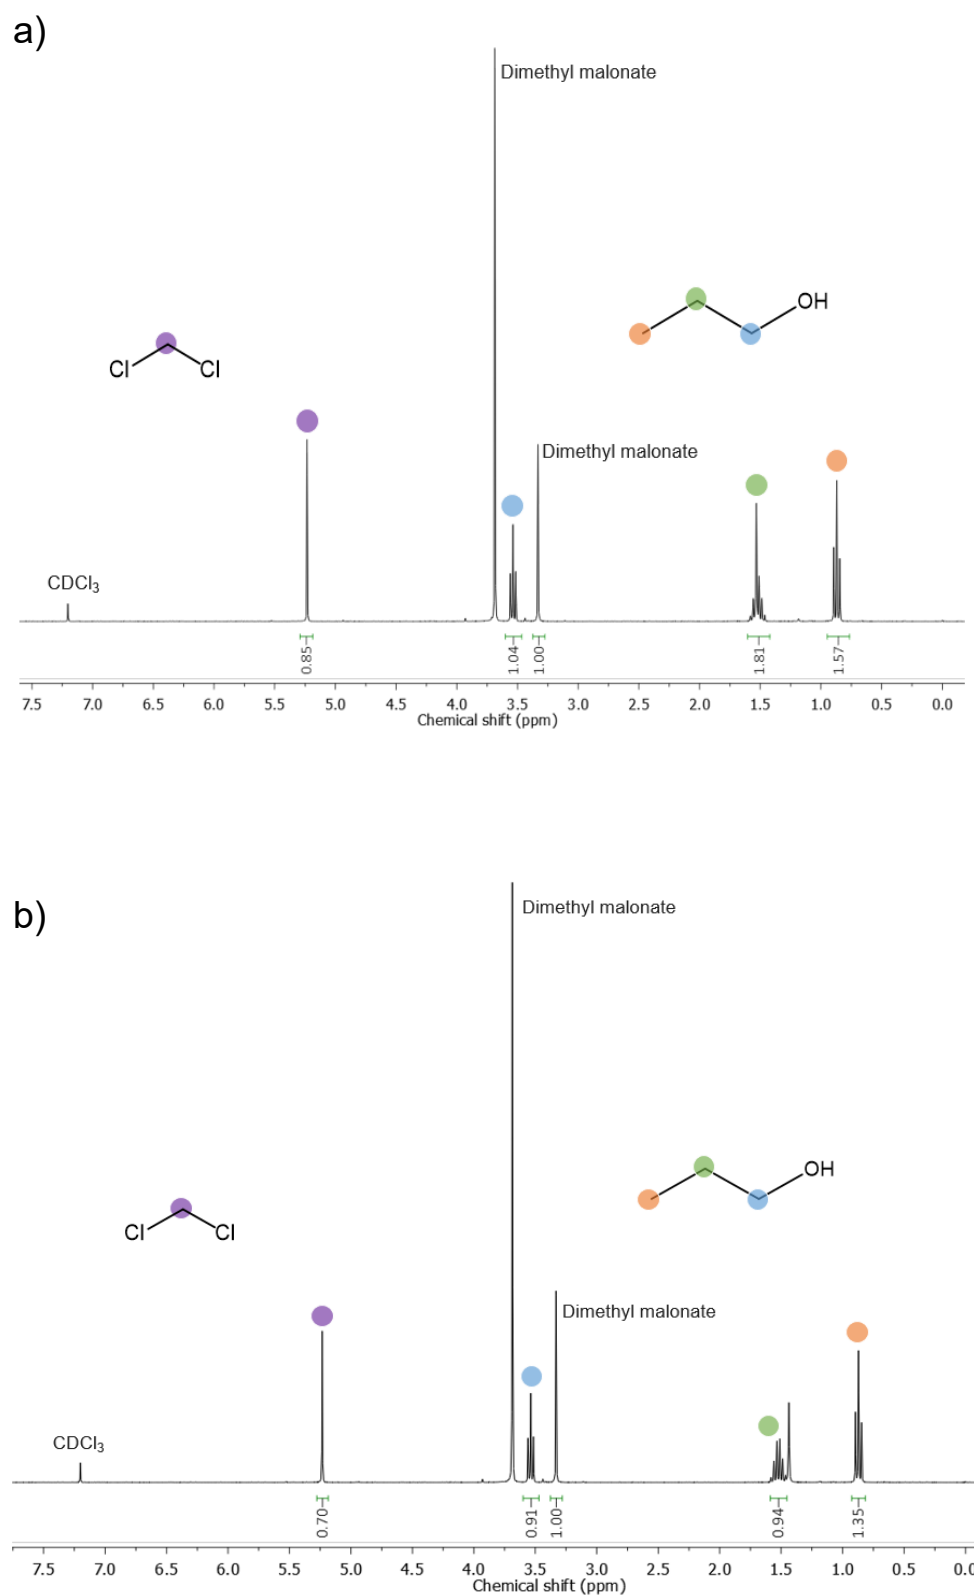 a)
Dimethyl malonate
OH
Cl
Cl
Dimethyl malonate
CDCl₃
0.85
1.04
1.00
1.81
1.57
7.5 7.0 6.5 6.0 5.5 5.0 4.5 4.0 3.5 3.0 2.5 2.0 1.5 1.0 0.5 0.0
Chemical shift (ppm)
b)
Dimethyl malonate
OH
Cl
Cl
Dimethyl malonate
CDCl₃
0.70
0.91
1.00
0.94
1.35
7.5 7.0 6.5 6.0 5.5 5.0 4.5 4.0 3.5 3.0 2.5 2.0 1.5 1.0 0.5 0.0
Chemical shift (ppm)